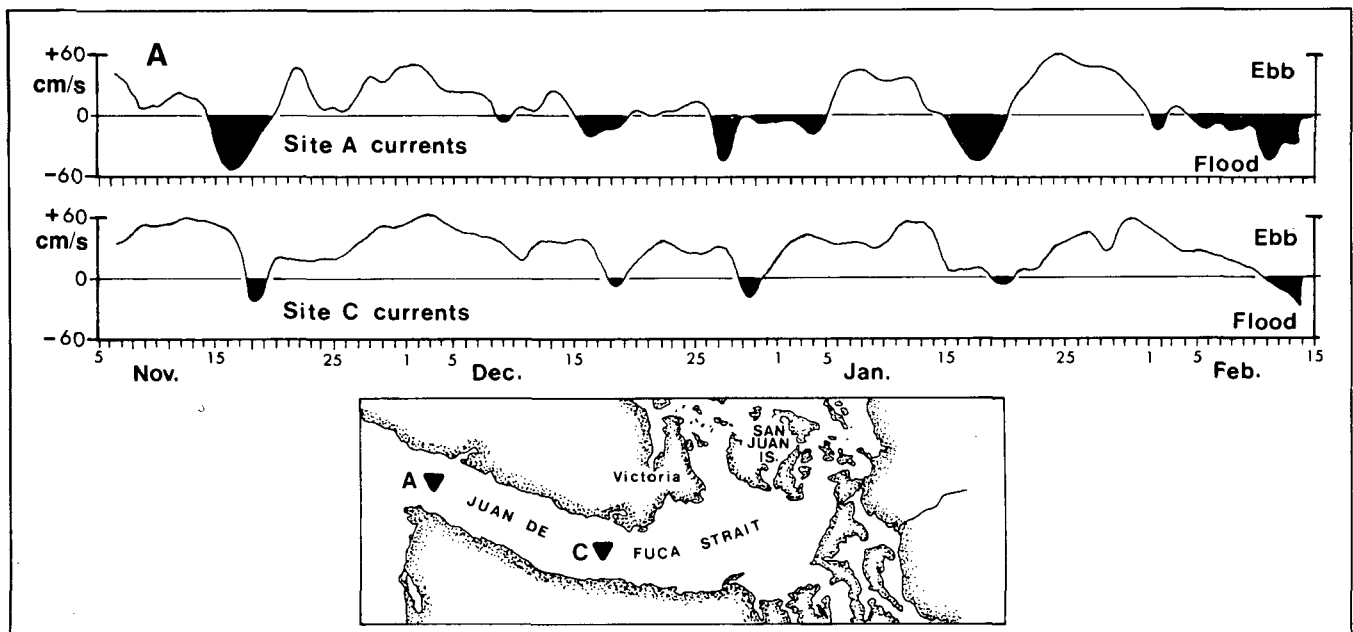 A
+60
cm/s
0
-60
Ebb
Site A currents
Flood
+60
cm/s
0
-60
Ebb
Site C currents
Flood
5 15 25 1 5 15 25 1 5 15 25 1 5 15
Nov. Dec. Jan. Feb.
SAN
JUAN
IS.
Victoria
A
JUAN DE
C FUCA STRAIT